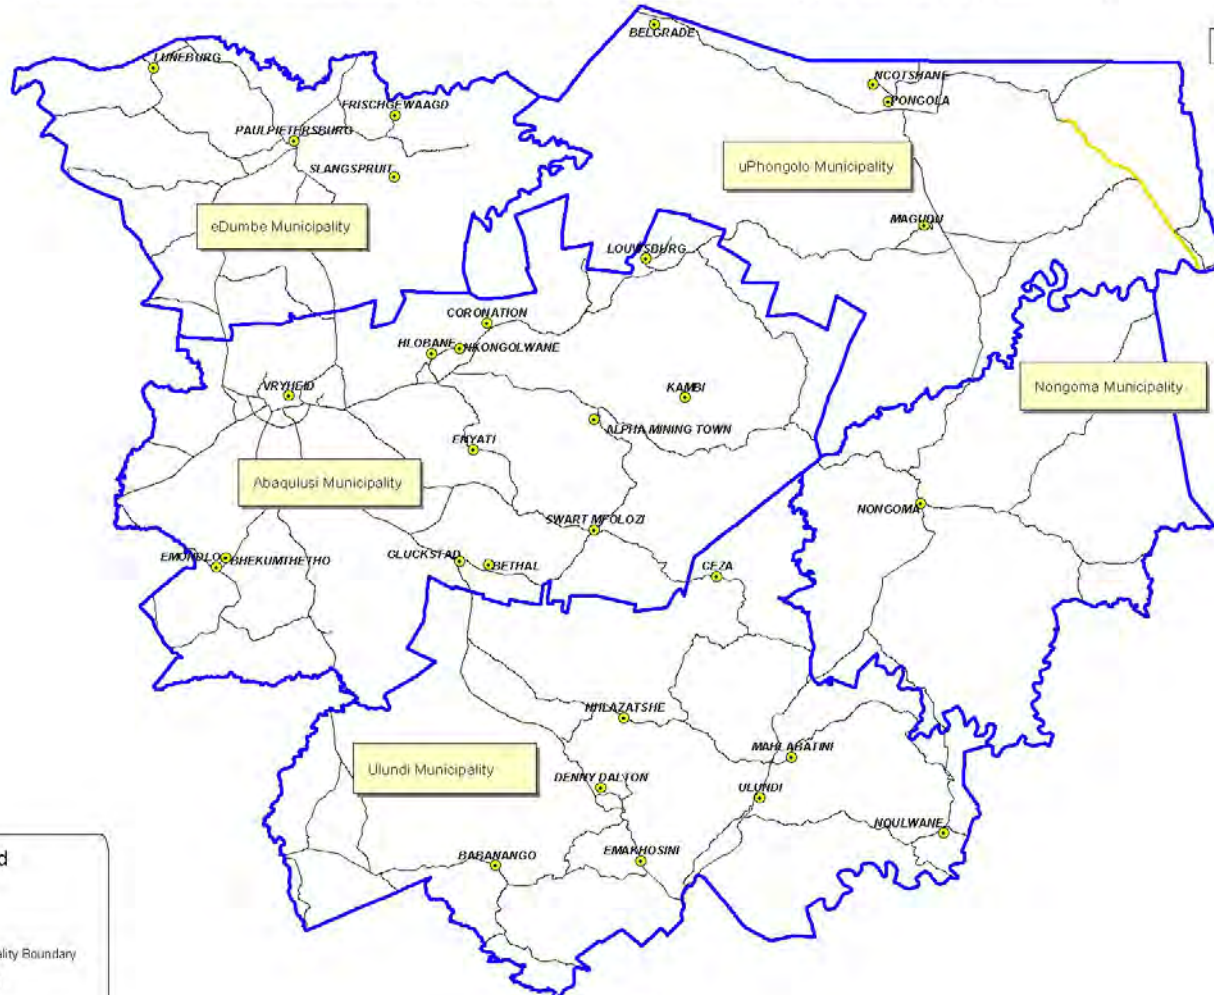 BELGRADE
LUNEBURG
NCOTSHANE
PONGOLA
FRISCHGEWAAGD
PAULPIETERSBURG
uPhongolo Municipality
SLANGSPRUIT
eDumbe Municipality
MAGUDU
LOUWSBURG
CORONATION
HLOBANE
NKONGOLWANE
Nongoma Municipality
VRYHEID
KAMBI
ALPHA MINING TOWN
ENYATI
Abaqulusi Municipality
NONGOMA
SWART MFOLOZI
EMONDLO
BHEKUMTHETHO
GLUCKSTAD
BETHAL
CEZA
NHLAZATSHE
MAHLABATINI
Ulundi Municipality
DENNY DALTON
ULUNDI
NQULWANE
BABANANGO
EMAKHOSINI
d
ality Boundary